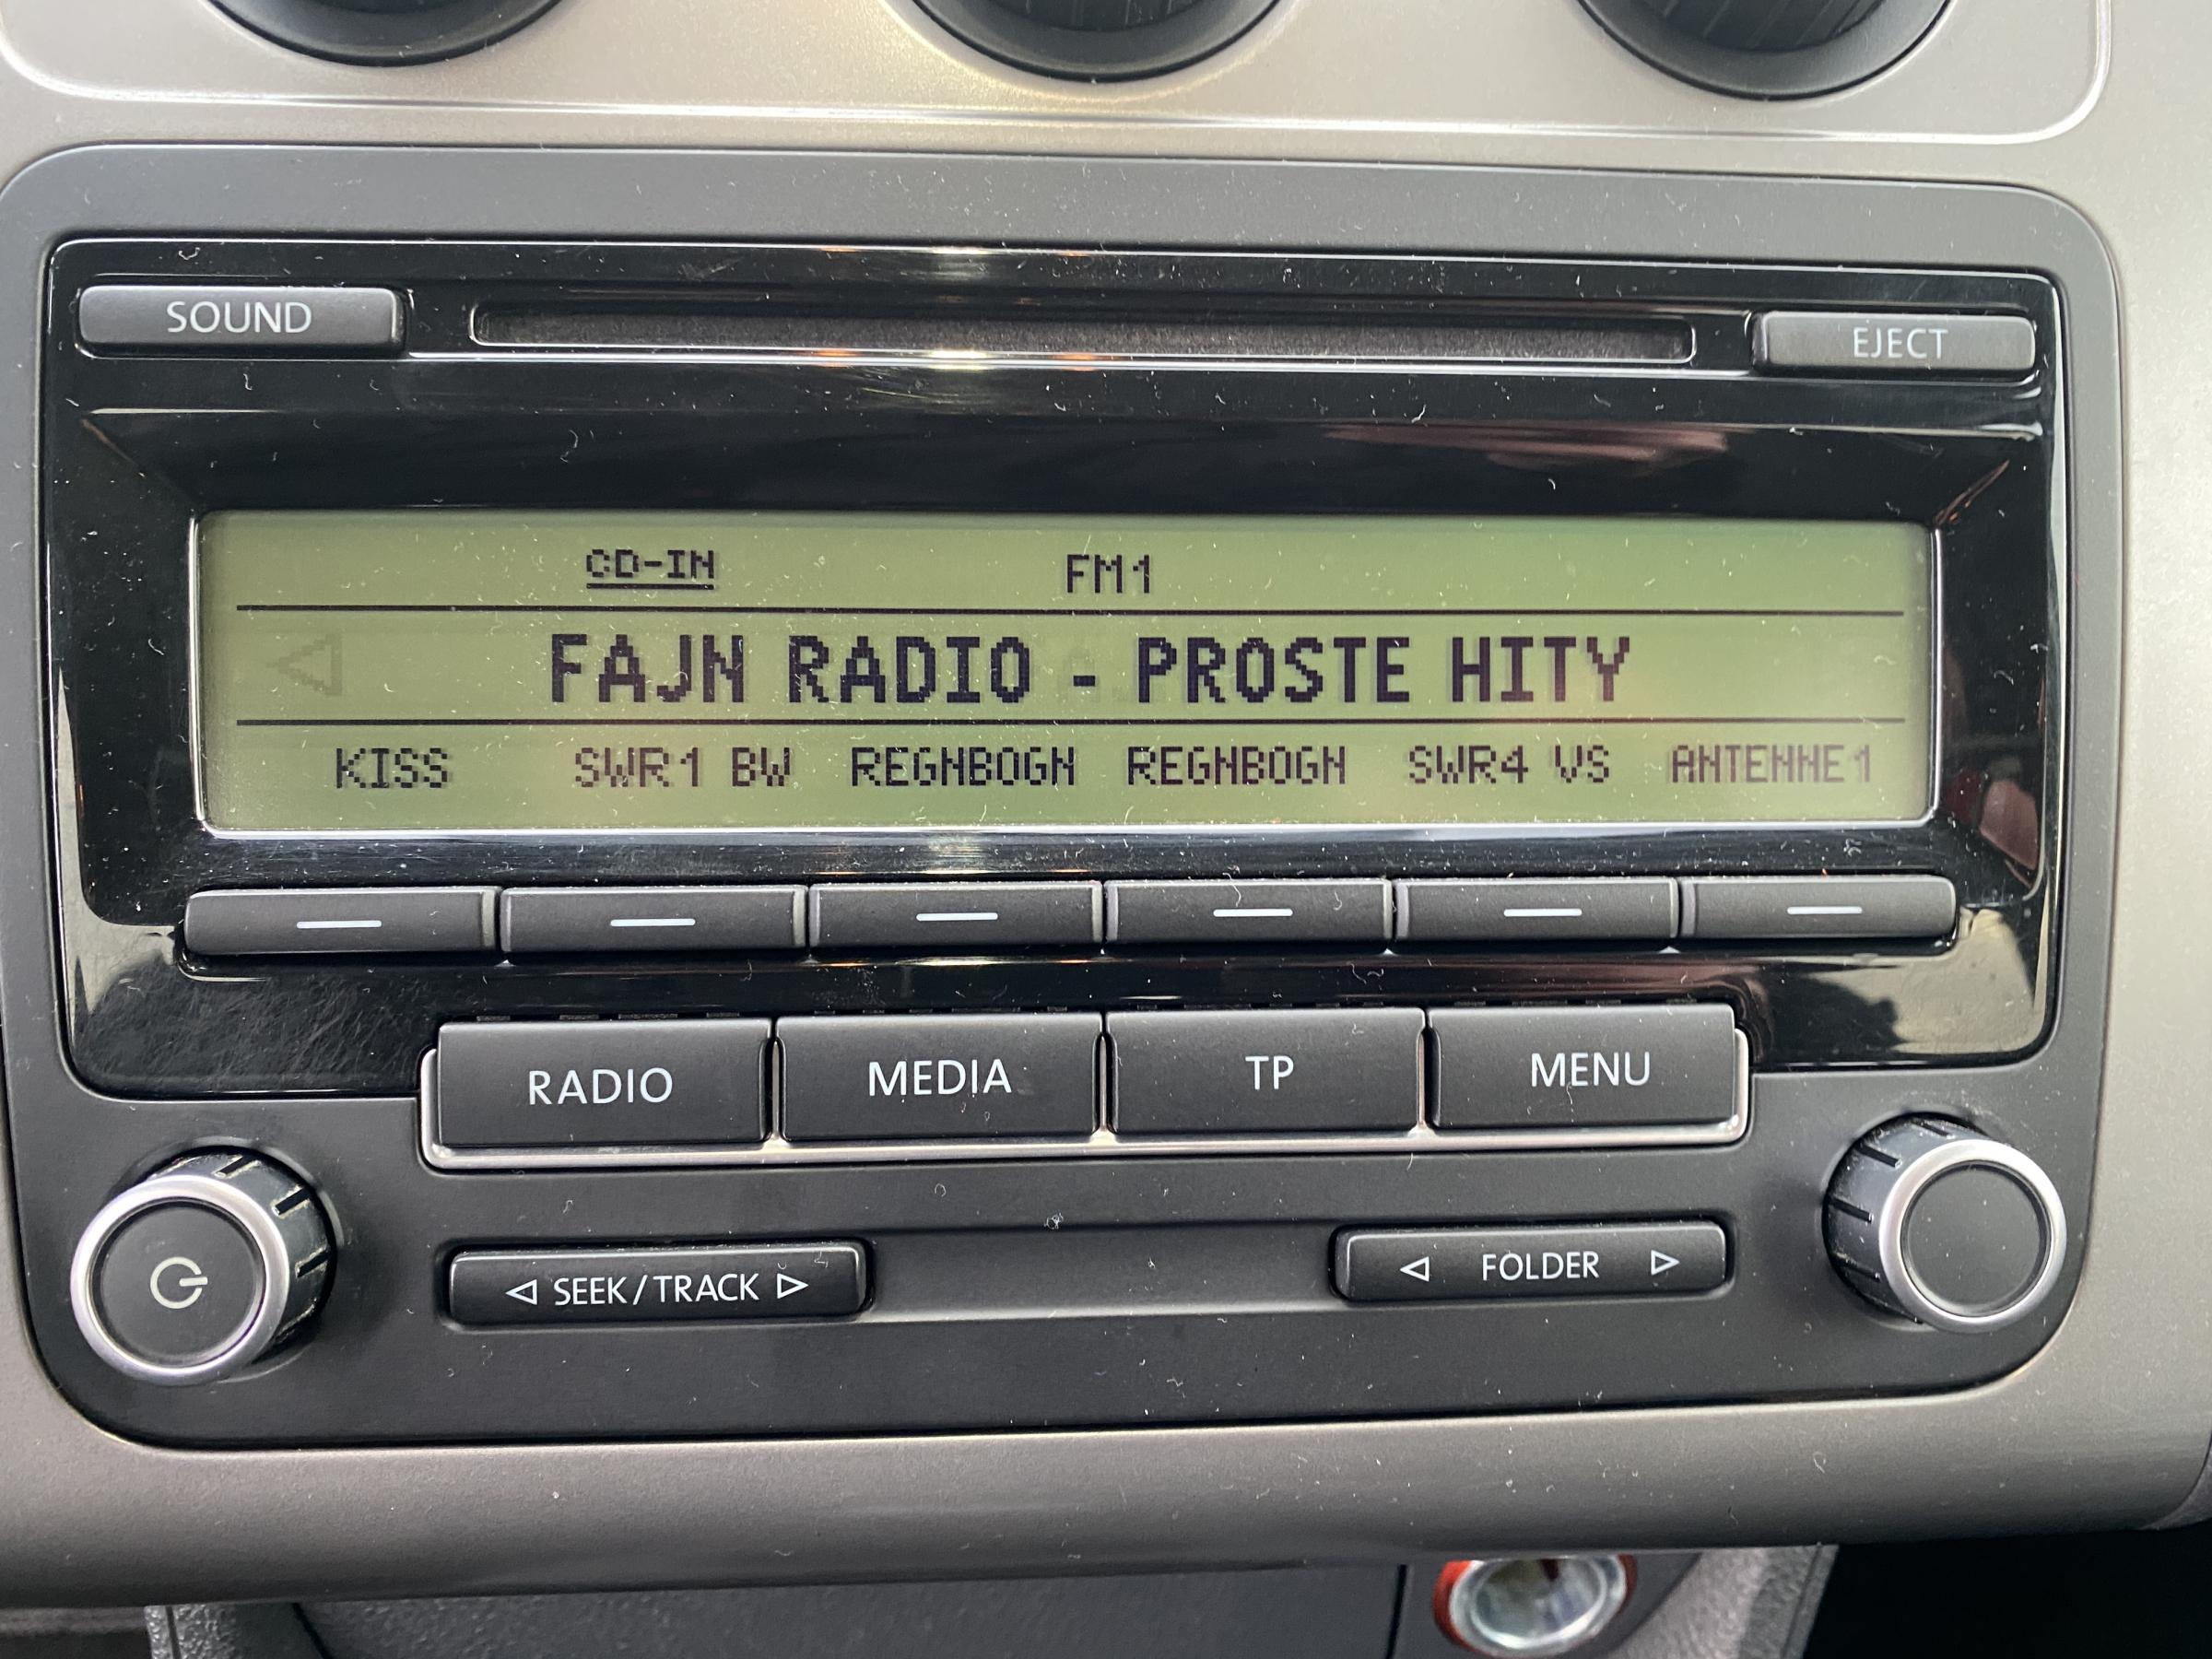 SOUND EJECT
CD-IN FM1
FAJN RADIO - PROSTE HITY
KISS SWR1 BW REGNBOGN REGNBOGN SWR4 VS ANTENNE1
RADIO MEDIA TP MENU
SEEK/TRACK FOLDER